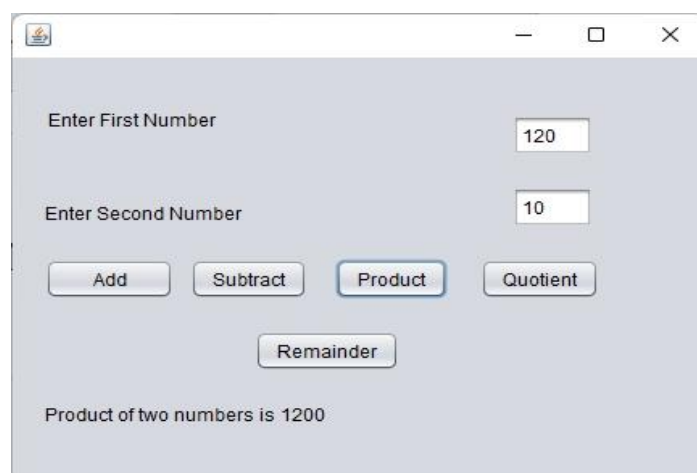 Enter First Number 120
Enter Second Number 10
Add Subtract Product Quotient
Remainder
Product of two numbers is 1200